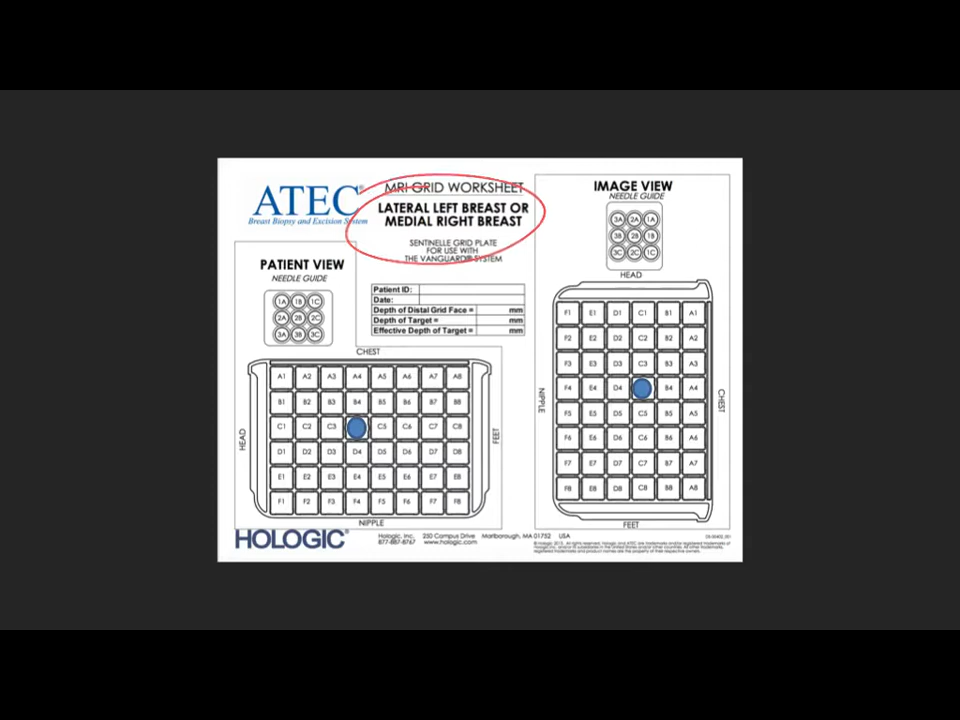 ATEC®
Breast Biopsy and Excision System
MRI GRID WORKSHEET
LATERAL LEFT BREAST OR
MEDIAL RIGHT BREAST
SENTINELLE GRID PLATE
FOR USE WITH
THE VANGUARD® SYSTEM
Patient ID:
Date:
Depth of Distal Grid Face = mm
Depth of Target = mm
Effective Depth of Target = mm
PATIENT VIEW
NEEDLE GUIDE
1A 1B 1C
2A 2B 2C
3A 3B 3C
CHEST
HEAD
A1 A2 A3 A4 A5 A6 A7 A8
B1 B2 B3 B4 B5 B6 B7 B8
C1 C2 C3 C5 C6 C7 C8
D1 D2 D3 D4 D5 D6 D7 D8
E1 E2 E3 E4 E5 E6 E7 E8
F1 F2 F3 F4 F5 F6 F7 F8
FEET
NIPPLE
IMAGE VIEW
NEEDLE GUIDE
3A 2A 1A
3B 2B 1B
3C 2C 1C
HEAD
NIPPLE
F1 E1 D1 C1 B1 A1
F2 E2 D2 C2 B2 A2
F3 E3 D3 C3 B3 A3
F4 E4 D4 B4 A4
F5 E5 D5 C5 B5 A5
F6 E6 D6 C6 B6 A6
F7 E7 D7 C7 B7 A7
F8 E8 D8 C8 B8 A8
CHEST
FEET
HOLOGIC®
Hologic, Inc. 250 Campus Drive Marlborough, MA 01752 USA
877-887-8767 www.hologic.com